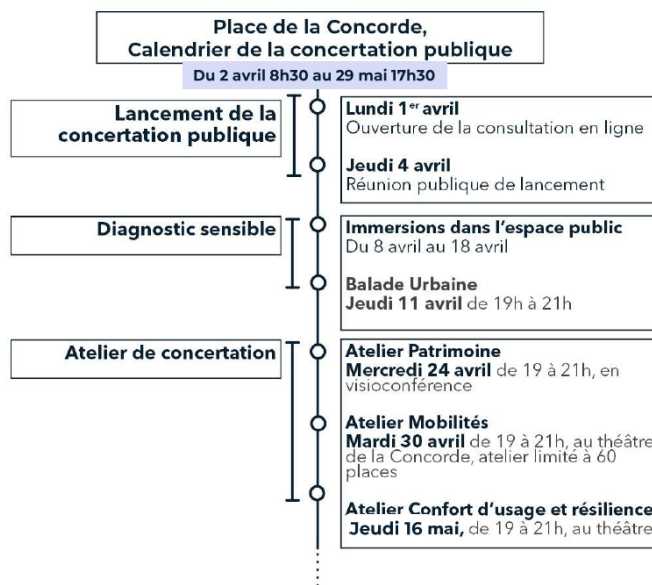 Place de la Concorde,
Calendrier de la concertation publique
Du 2 avril 8h30 au 29 mai 17h30
Lancement de la
concertation publique
Lundi 1er avril
Ouverture de la consultation en ligne
Jeudi 4 avril
Réunion publique de lancement
Diagnostic sensible
Immersions dans l'espace public
Du 8 avril au 18 avril
Balade Urbaine
Jeudi 11 avril de 19h à 21h
Atelier de concertation
Atelier Patrimoine
Mercredi 24 avril de 19 à 21h, en
visioconférence
Atelier Mobilités
Mardi 30 avril de 19 à 21h, au théâtre
de la Concorde, atelier limité à 60
places
Atelier Confort d'usage et résilience
Jeudi 16 mai, de 19 à 21h, au théâtre